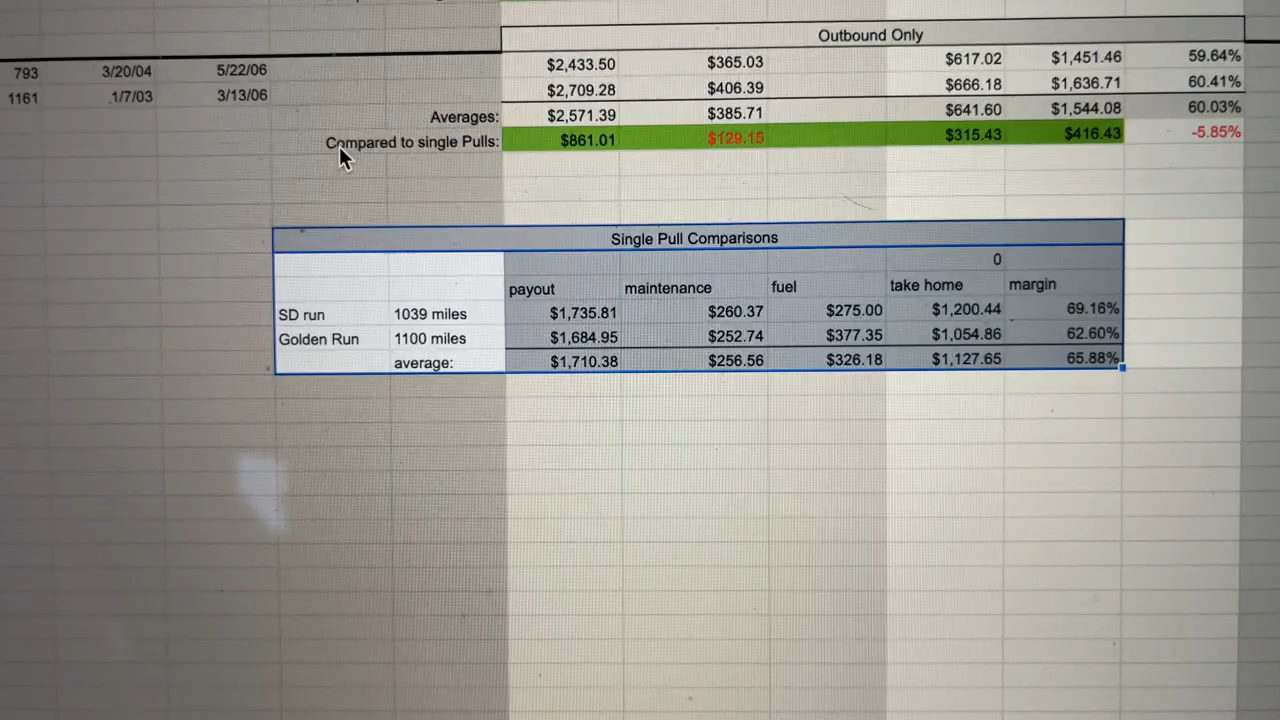 Outbound Only
793 3/20/04 5/22/06 $2,433.50 $365.03 $617.02 $1,451.46 59.64%
1161 1/7/03 3/13/06 $2,709.28 $406.39 $666.18 $1,636.71 60.41%
Averages: $2,571.39 $385.71 $641.60 $1,544.08 60.03%
Compared to single Pulls: $861.01 $129.15 $315.43 $416.43 -5.85%
Single Pull Comparisons
0
payout maintenance fuel take home margin
SD run 1039 miles $1,735.81 $260.37 $275.00 $1,200.44 69.16%
Golden Run 1100 miles $1,684.95 $252.74 $377.35 $1,054.86 62.60%
average: $1,710.38 $256.56 $326.18 $1,127.65 65.88%